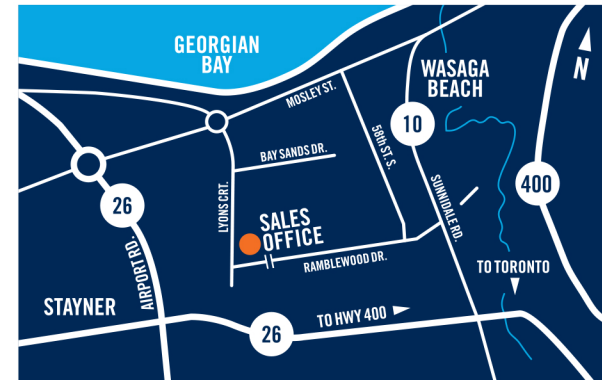 GEORGIAN
BAY
WASAGA
BEACH
N
MOSLEY ST.
10
58th ST. S.
BAY SANDS DR.
400
26
LYONS CRT.
SUNNIDALE RD.
SALES
OFFICE
AIRPORT RD.
RAMBLEWOOD DR.
TO TORONTO
STAYNER
TO HWY 400
26